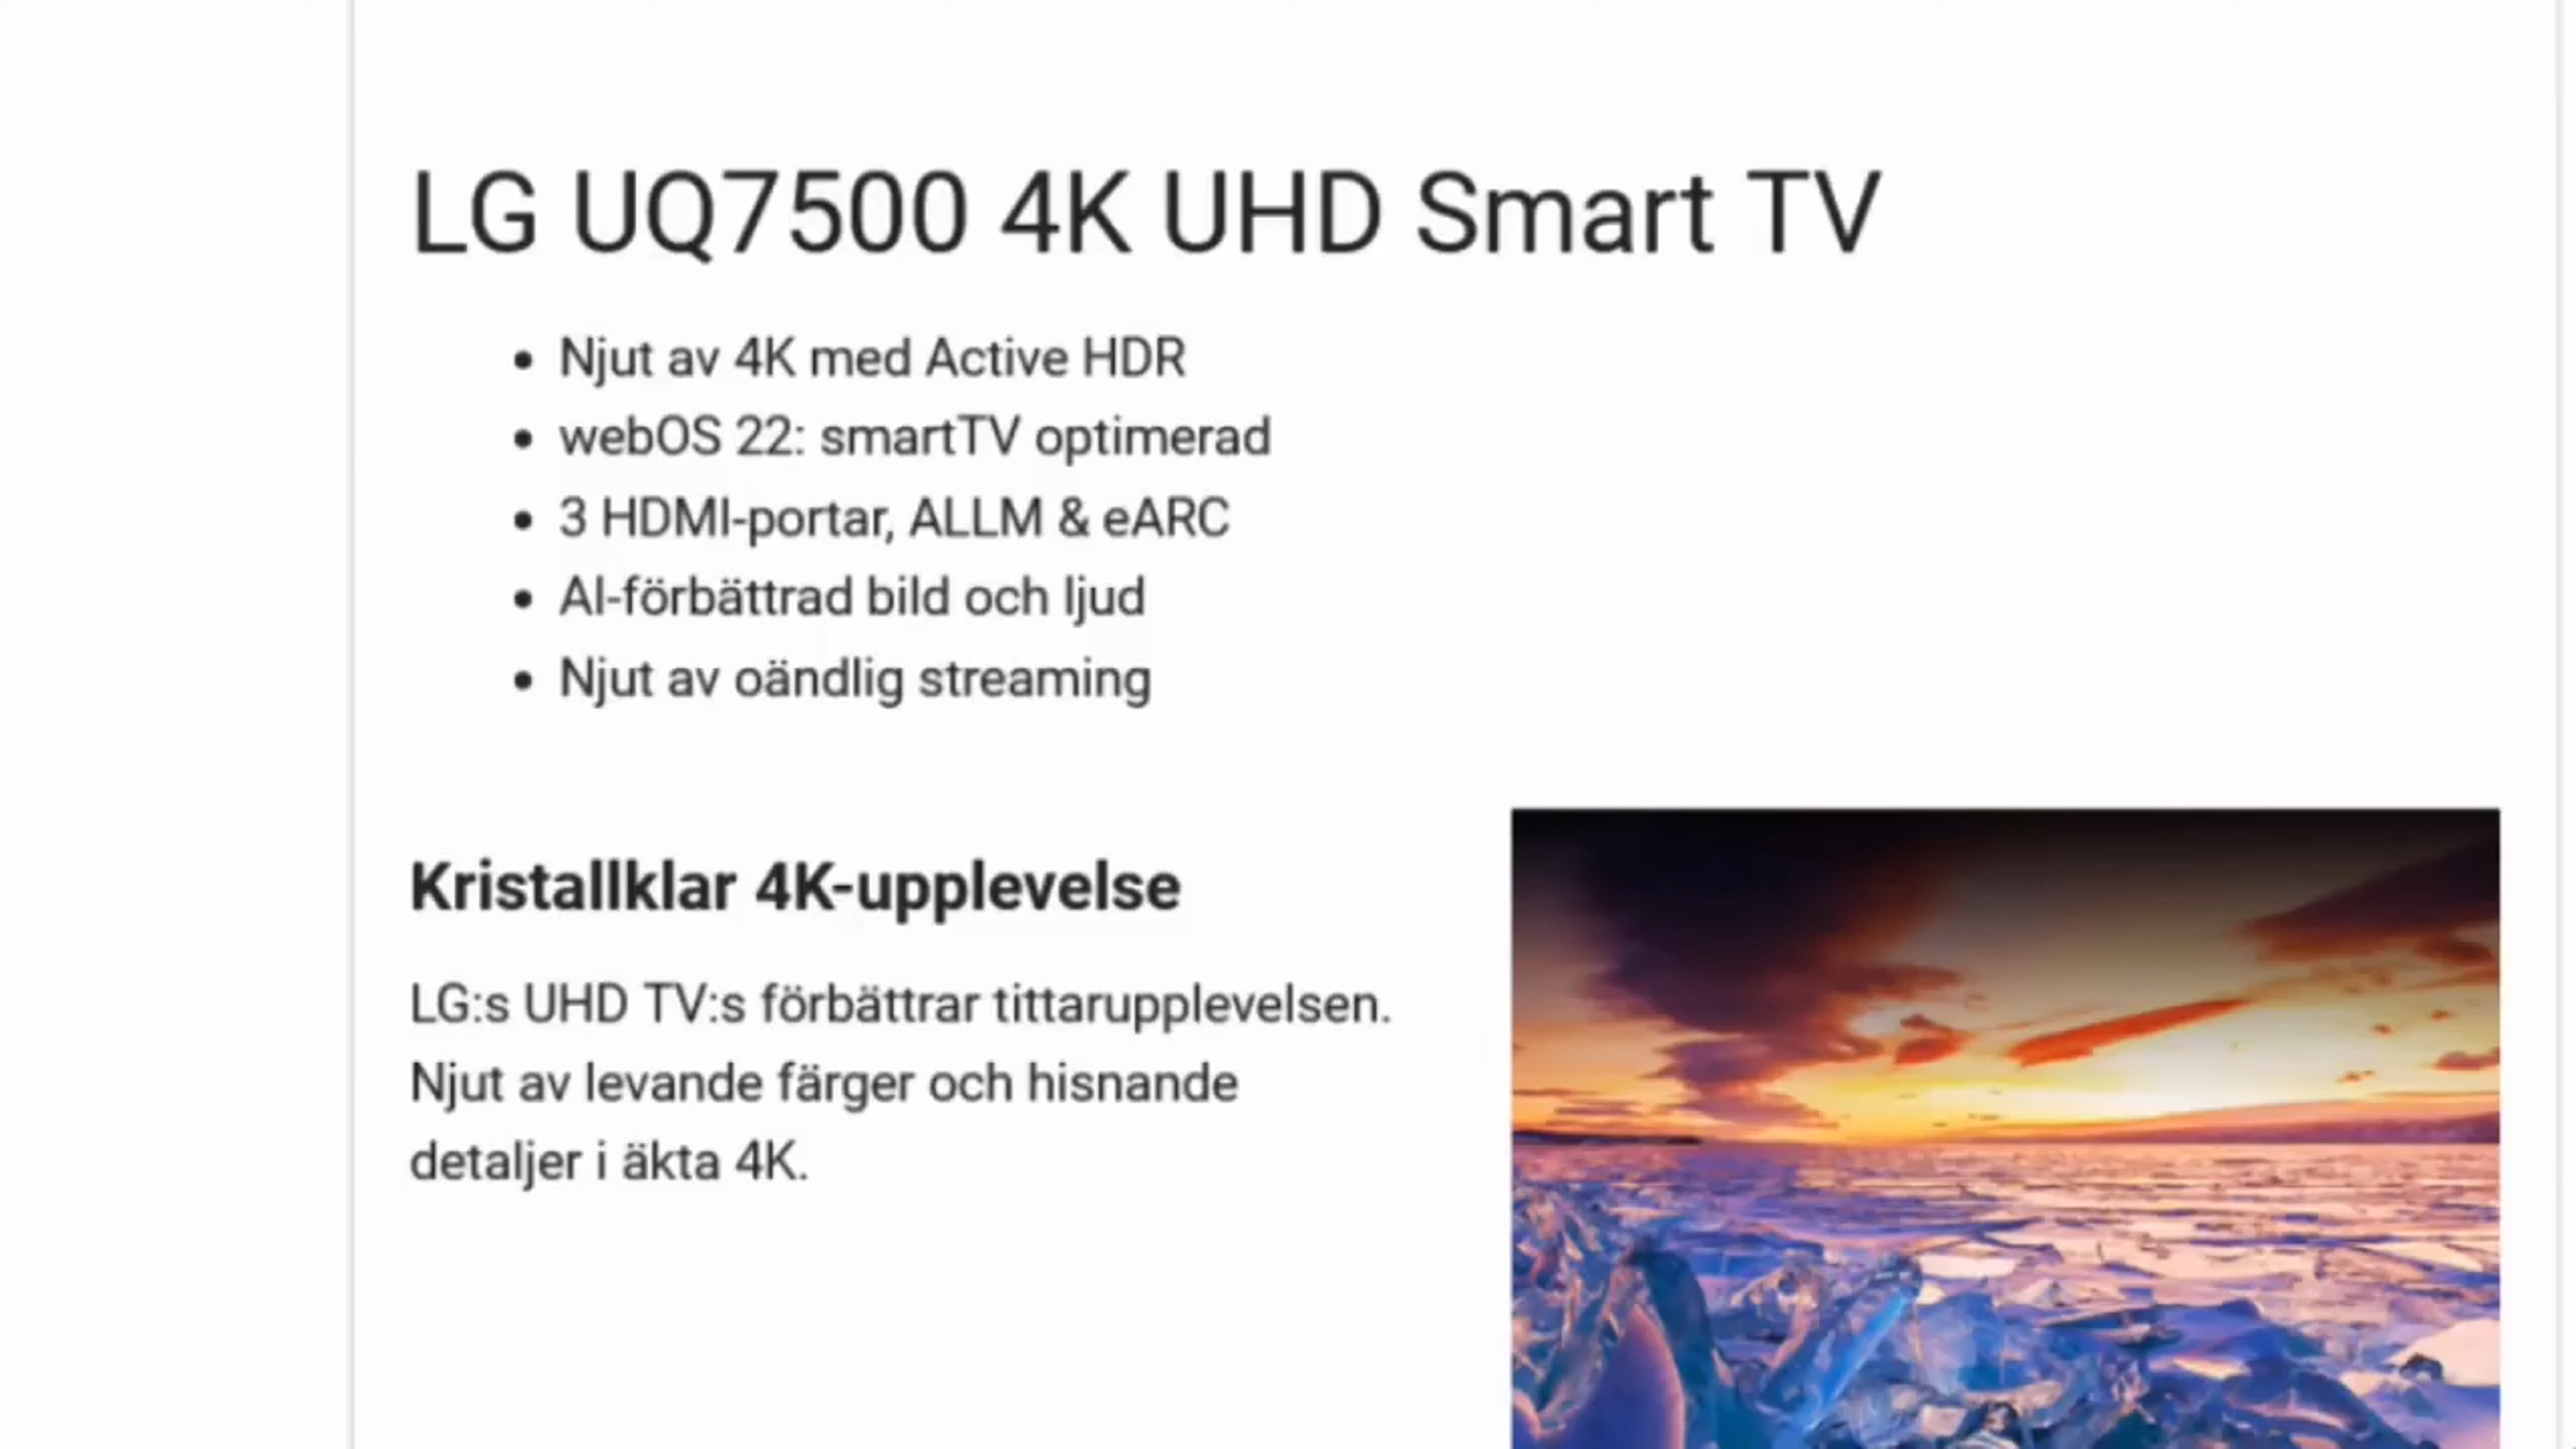 LG UQ7500 4K UHD Smart TV
• Njut av 4K med Active HDR
• webOS 22: smartTV optimerad
• 3 HDMI-portar, ALLM & eARC
• AI-förbättrad bild och ljud
• Njut av oändlig streaming
Kristallklar 4K-upplevelse
LG:s UHD TV:s förbättrar tittarupplevelsen.
Njut av levande färger och hisnande
detaljer i äkta 4K.